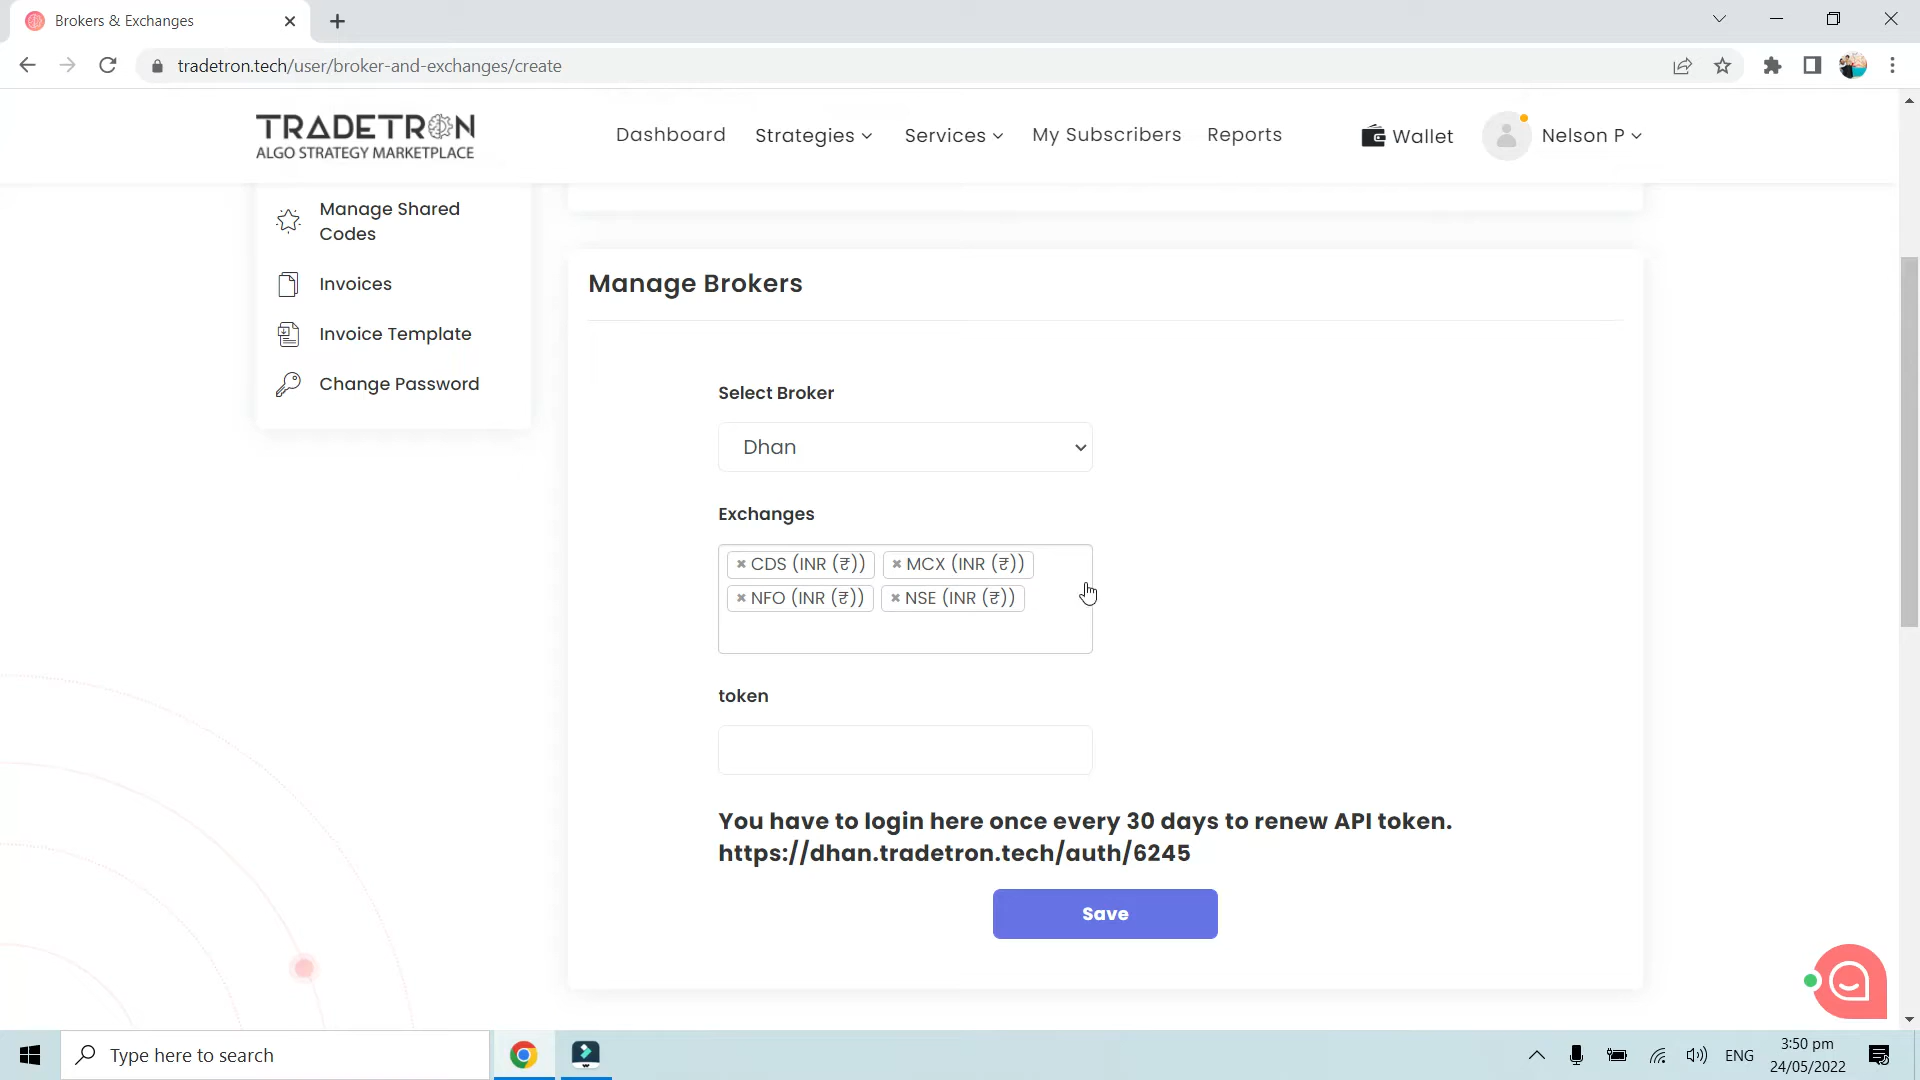 Brokers & Exchanges
tradetron.tech/user/broker-and-exchanges/create
TRADETRON
ALGO STRATEGY MARKETPLACE
Dashboard
Strategies
Services
My Subscribers
Reports
Wallet
Nelson P
Manage Shared
Codes
Invoices
Invoice Template
Change Password
Manage Brokers
Select Broker
Dhan
Exchanges
× CDS (INR (₹)) × MCX (INR (₹))
× NFO (INR (₹)) × NSE (INR (₹))
token
You have to login here once every 30 days to renew API token.
https://dhan.tradetron.tech/auth/6245
Save
Type here to search
ENG
3:50 pm
24/05/2022